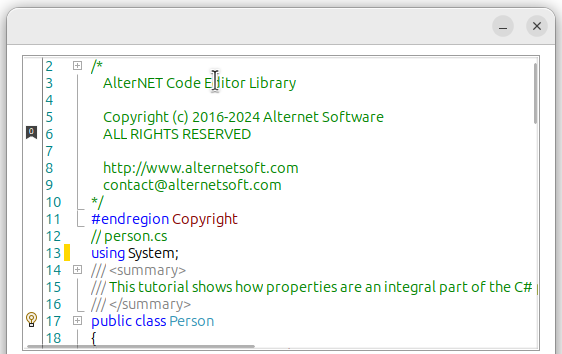 2 /*
3 AlterNET Code Editor Library
4
5 Copyright (c) 2016-2024 Alternet Software
0 6 ALL RIGHTS RESERVED
7
8 http://www.alternetsoft.com
9 contact@alternetsoft.com
10 */
11 #endregion Copyright
12 // person.cs
13 using System;
14 /// <summary>
15 /// This tutorial shows how properties are an integral part of the C#
16 /// </summary>
17 public class Person
18 {